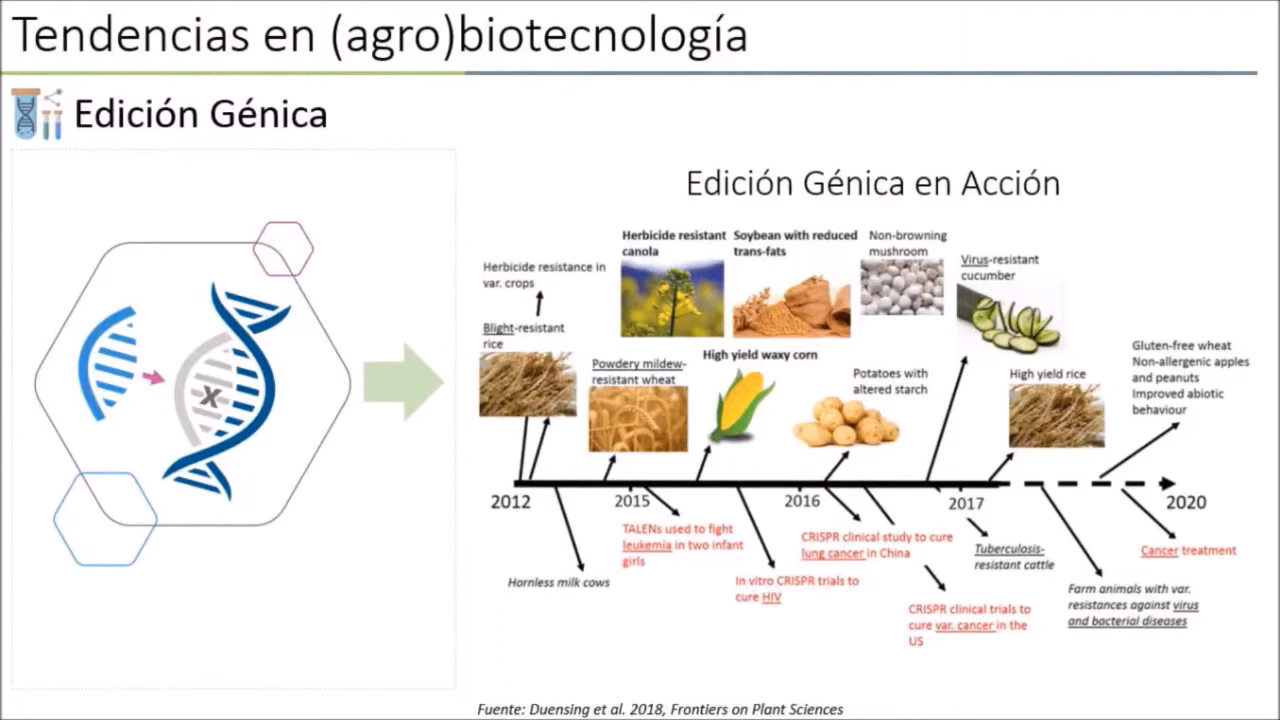 Tendencias en (agro)biotecnología
Edición Génica
X
Edición Génica en Acción
Herbicide resistance in
var. crops
Blight-resistant
rice
Herbicide resistant
canola
Soybean with reduced
trans-fats
Non-browning
mushroom
Virus-resistant
cucumber
Powdery mildew-
resistant wheat
High yield waxy corn
Potatoes with
altered starch
High yield rice
Gluten-free wheat
Non-allergenic apples
and peanuts
Improved abiotic
behaviour
2012
2015
2016
2017
2020
Hornless milk cows
TALENs used to fight
leukemia in two infant
girls
In vitro CRISPR trials to
cure HIV
CRISPR clinical study to cure
lung cancer in China
CRISPR clinical trials to
cure var. cancer in the
US
Tuberculosis-
resistant cattle
Farm animals with var.
resistances against virus
and bacterial diseases
Cancer treatment
Fuente: Duensing et al. 2018, Frontiers on Plant Sciences